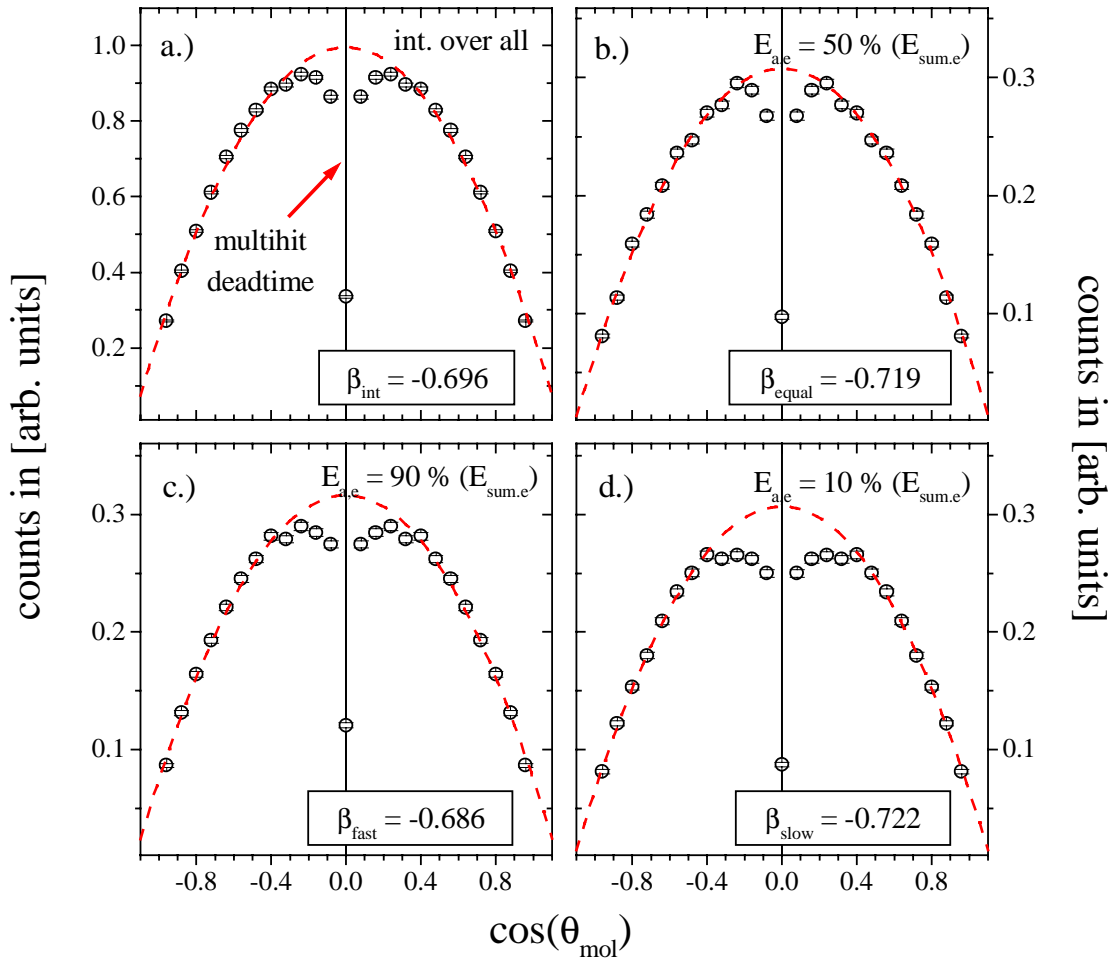 a.)
int. over all
1.0
0.8
0.6
0.4
0.2
multihit
deadtime
β_int = -0.696
b.)
E_a,e = 50 % (E_sum.e)
0.3
0.2
0.1
β_equal = -0.719
counts in [arb. units]
counts in [arb. units]
c.)
E_a,e = 90 % (E_sum.e)
0.3
0.2
0.1
β_fast = -0.686
-0.8 -0.4 0.0 0.4 0.8
d.)
E_a,e = 10 % (E_sum.e)
0.3
0.2
0.1
β_slow = -0.722
-0.8 -0.4 0.0 0.4 0.8
cos(θ_mol)